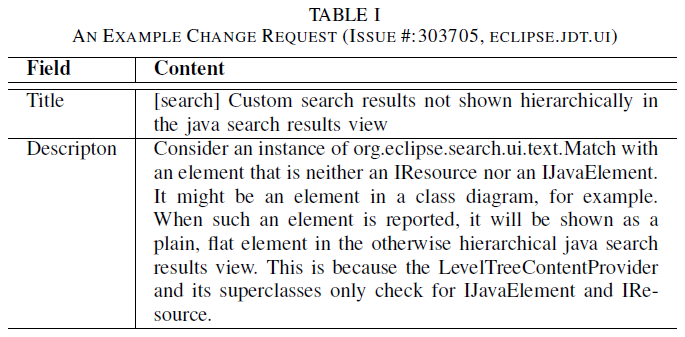 TABLE I
AN EXAMPLE CHANGE REQUEST (ISSUE #:303705, ECLIPSE.JDT.UI)
Field Content
Title [search] Custom search results not shown hierarchically in
the java search results view
Descripton Consider an instance of org.eclipse.search.ui.text.Match with
an element that is neither an IResource nor an IJavaElement.
It might be an element in a class diagram, for example.
When such an element is reported, it will be shown as a
plain, flat element in the otherwise hierarchical java search
results view. This is because the LevelTreeContentProvider
and its superclasses only check for IJavaElement and IRe-
source.